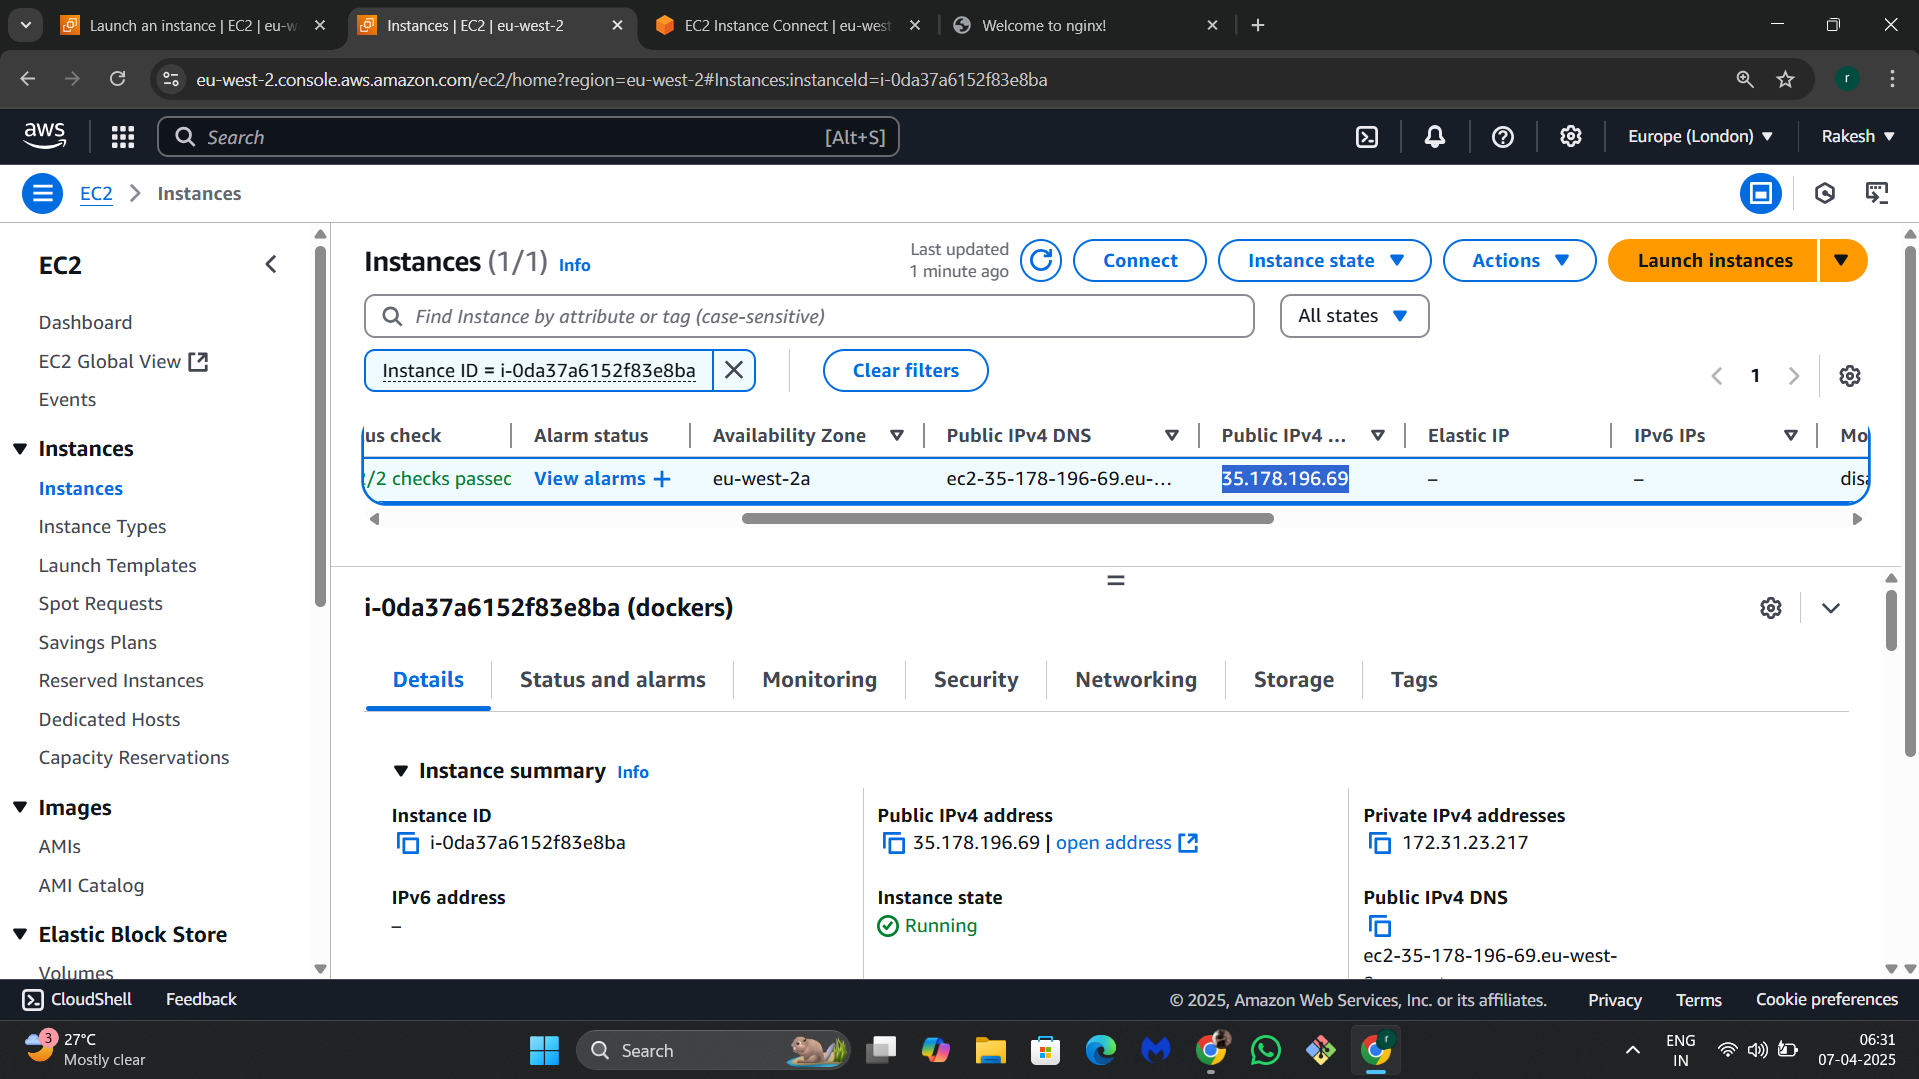 Launch an instance | EC2 | eu-w
Instances | EC2 | eu-west-2
EC2 Instance Connect | eu-west
Welcome to nginx!
eu-west-2.console.aws.amazon.com/ec2/home?region=eu-west-2#Instances:instanceId=i-0da37a6152f83e8ba
r
aws
Search
[Alt+S]
Europe (London)
Rakesh
EC2
Instances
EC2
Dashboard
EC2 Global View
Events
Instances
Instances
Instance Types
Launch Templates
Spot Requests
Savings Plans
Reserved Instances
Dedicated Hosts
Capacity Reservations
Images
AMIs
AMI Catalog
Elastic Block Store
Volumes
Instances (1/1) Info
Last updated
1 minute ago
Connect
Instance state
Actions
Launch instances
Find Instance by attribute or tag (case-sensitive)
All states
Instance ID = i-0da37a6152f83e8ba
Clear filters
1
us check
Alarm status
Availability Zone
Public IPv4 DNS
Public IPv4 ...
Elastic IP
IPv6 IPs
Mo
/2 checks passed
View alarms +
eu-west-2a
ec2-35-178-196-69.eu-...
35.178.196.69
–
–
disa
i-0da37a6152f83e8ba (dockers)
Details
Status and alarms
Monitoring
Security
Networking
Storage
Tags
Instance summary Info
Instance ID
i-0da37a6152f83e8ba
Public IPv4 address
35.178.196.69 | open address
Private IPv4 addresses
172.31.23.217
IPv6 address
–
Instance state
Running
Public IPv4 DNS
ec2-35-178-196-69.eu-west-
CloudShell
Feedback
© 2025, Amazon Web Services, Inc. or its affiliates.
Privacy
Terms
Cookie preferences
3
27°C
Mostly clear
Search
r
ENG
IN
06:31
07-04-2025